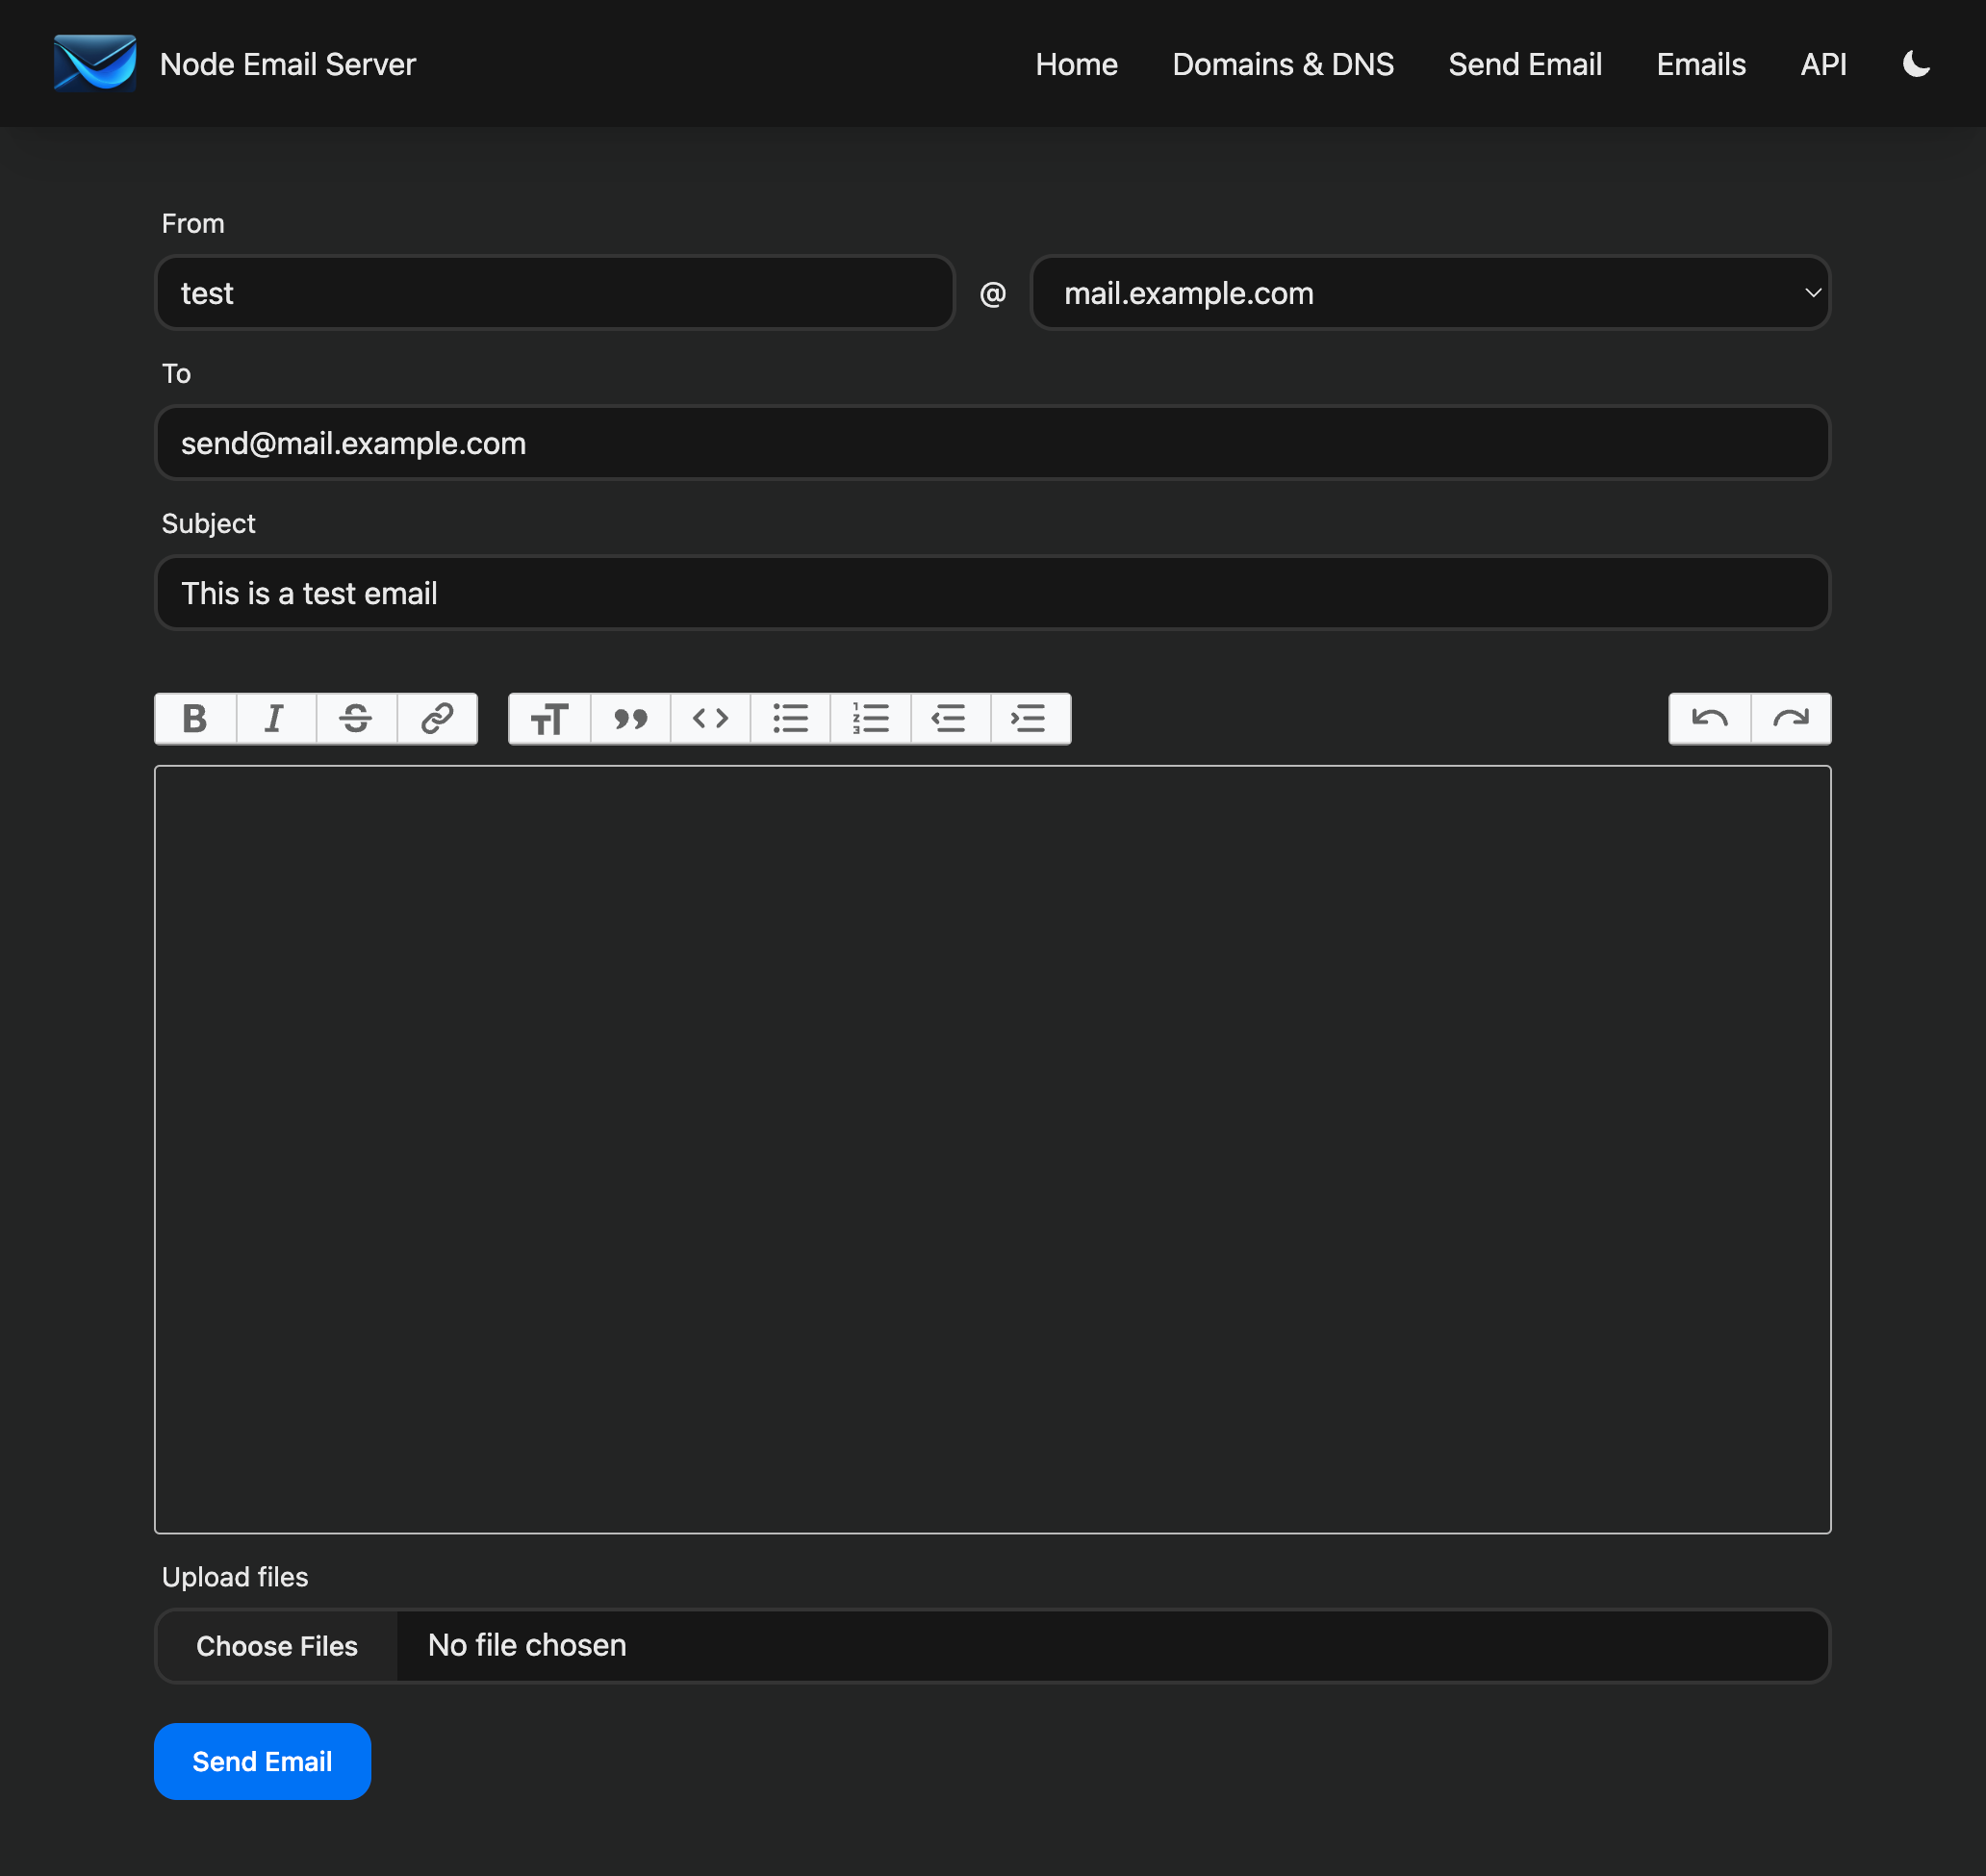 Node Email Server Home Domains & DNS Send Email Emails API
From
test @ mail.example.com
To
send@mail.example.com
Subject
This is a test email
Upload files
Choose Files No file chosen
Send Email